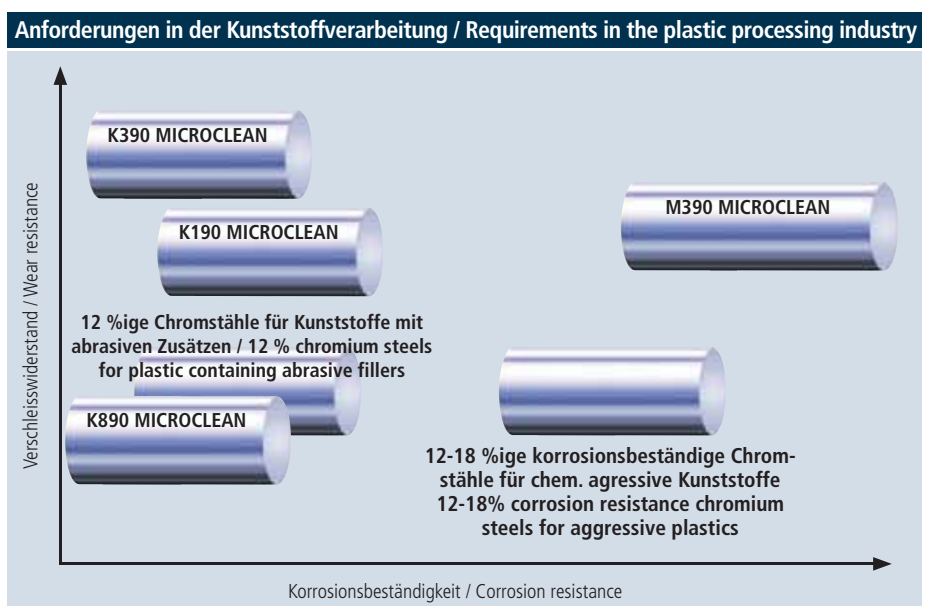 Anforderungen in der Kunststoffverarbeitung / Requirements in the plastic processing industry
K390 MICROCLEAN
M390 MICROCLEAN
K190 MICROCLEAN
12 %ige Chromstähle für Kunststoffe mit
abrasiven Zusätzen / 12 % chromium steels
for plastic containing abrasive fillers
K890 MICROCLEAN
12-18 %ige korrosionsbeständige Chrom-
stähle für chem. agressive Kunststoffe
12-18% corrosion resistance chromium
steels for aggressive plastics
Verschleisswiderstand / Wear resistance
Korrosionsbeständigkeit / Corrosion resistance